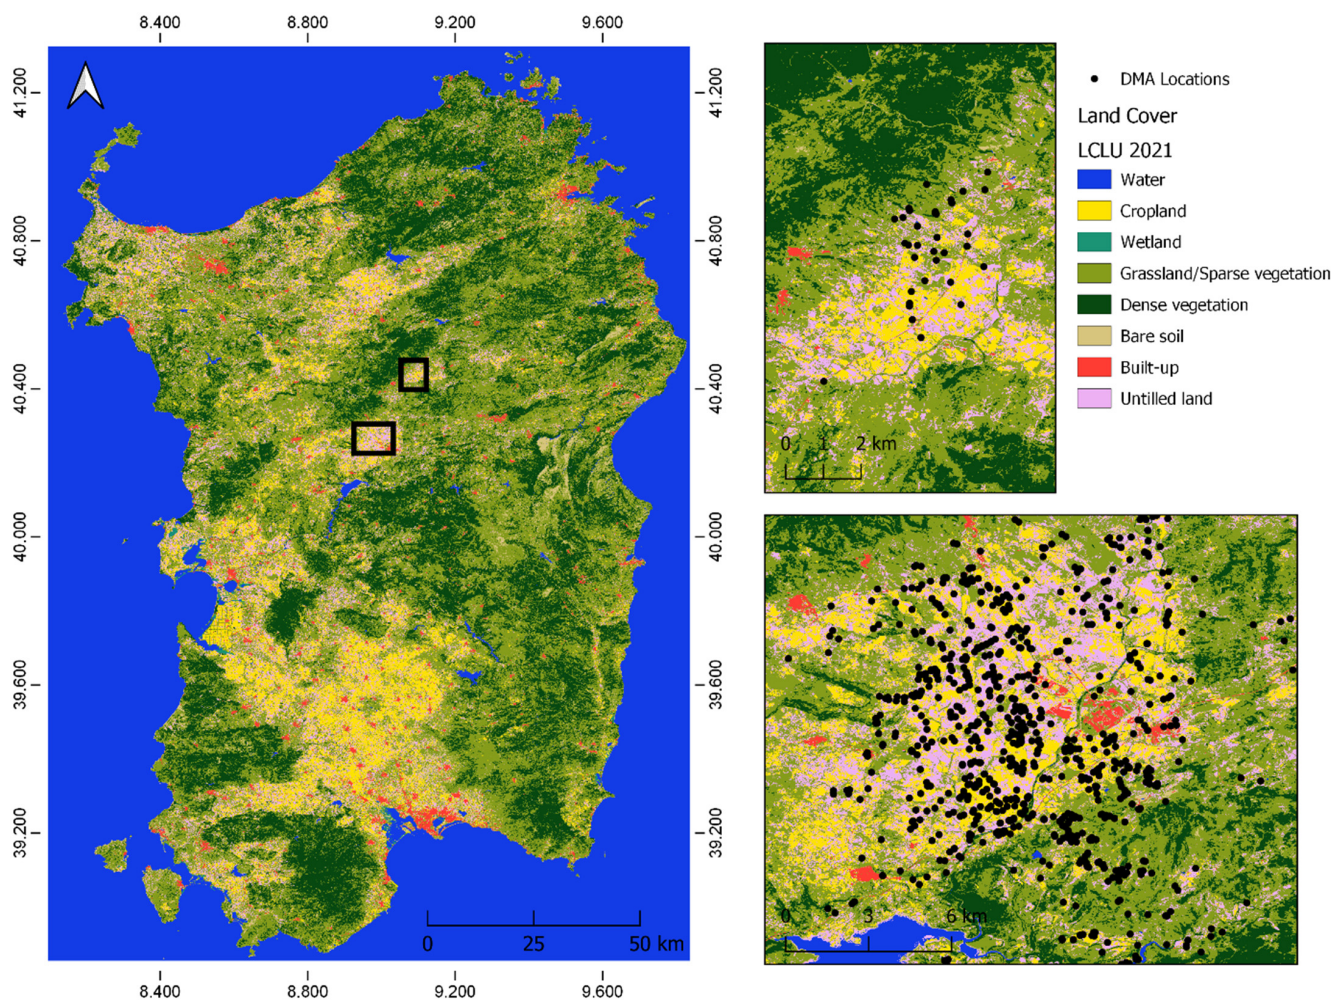 8.400 8.800 9.200 9.600
41.200 41.200
40.800 40.800
40.400 40.400
40.000 40.000
39.600 39.600
39.200 39.200
0 25 50 km
8.400 8.800 9.200 9.600
0 1 2 km
0 3 6 km
DMA Locations
Land Cover
LCLU 2021
Water
Cropland
Wetland
Grassland/Sparse vegetation
Dense vegetation
Bare soil
Built-up
Untilled land